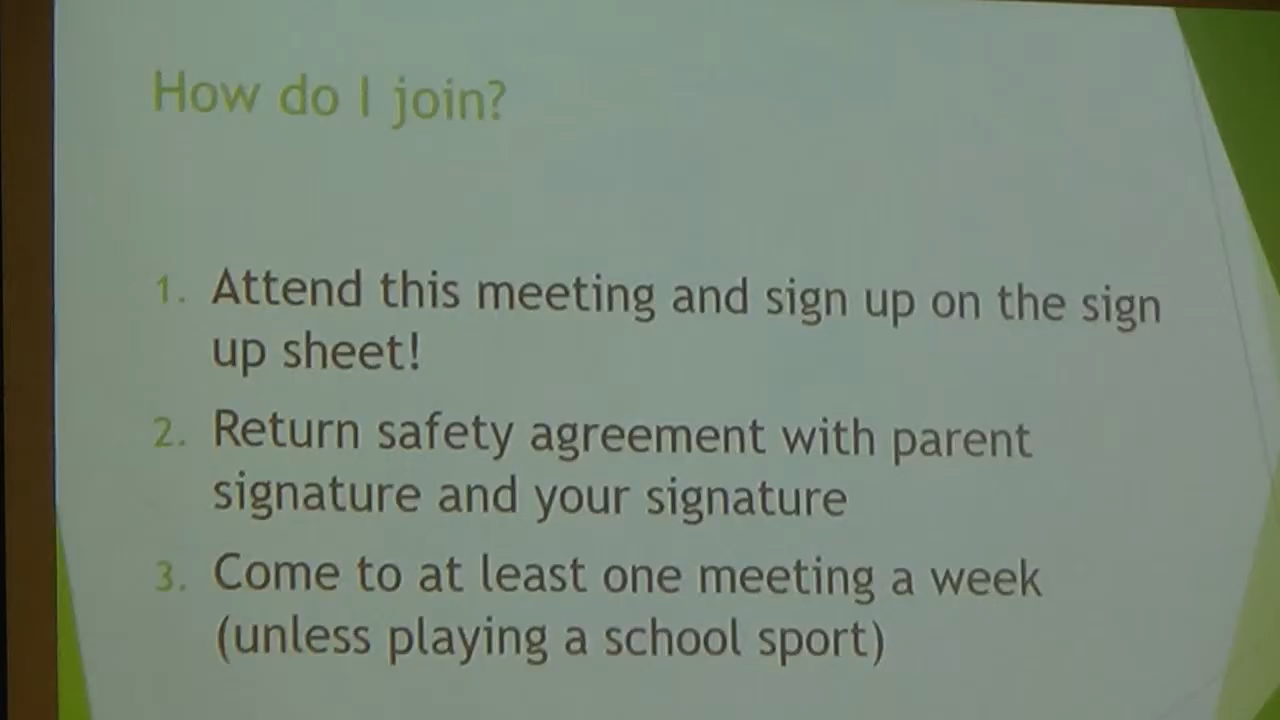 How do I join?
1. Attend this meeting and sign up on the sign
up sheet!
2. Return safety agreement with parent
signature and your signature
3. Come to at least one meeting a week
(unless playing a school sport)